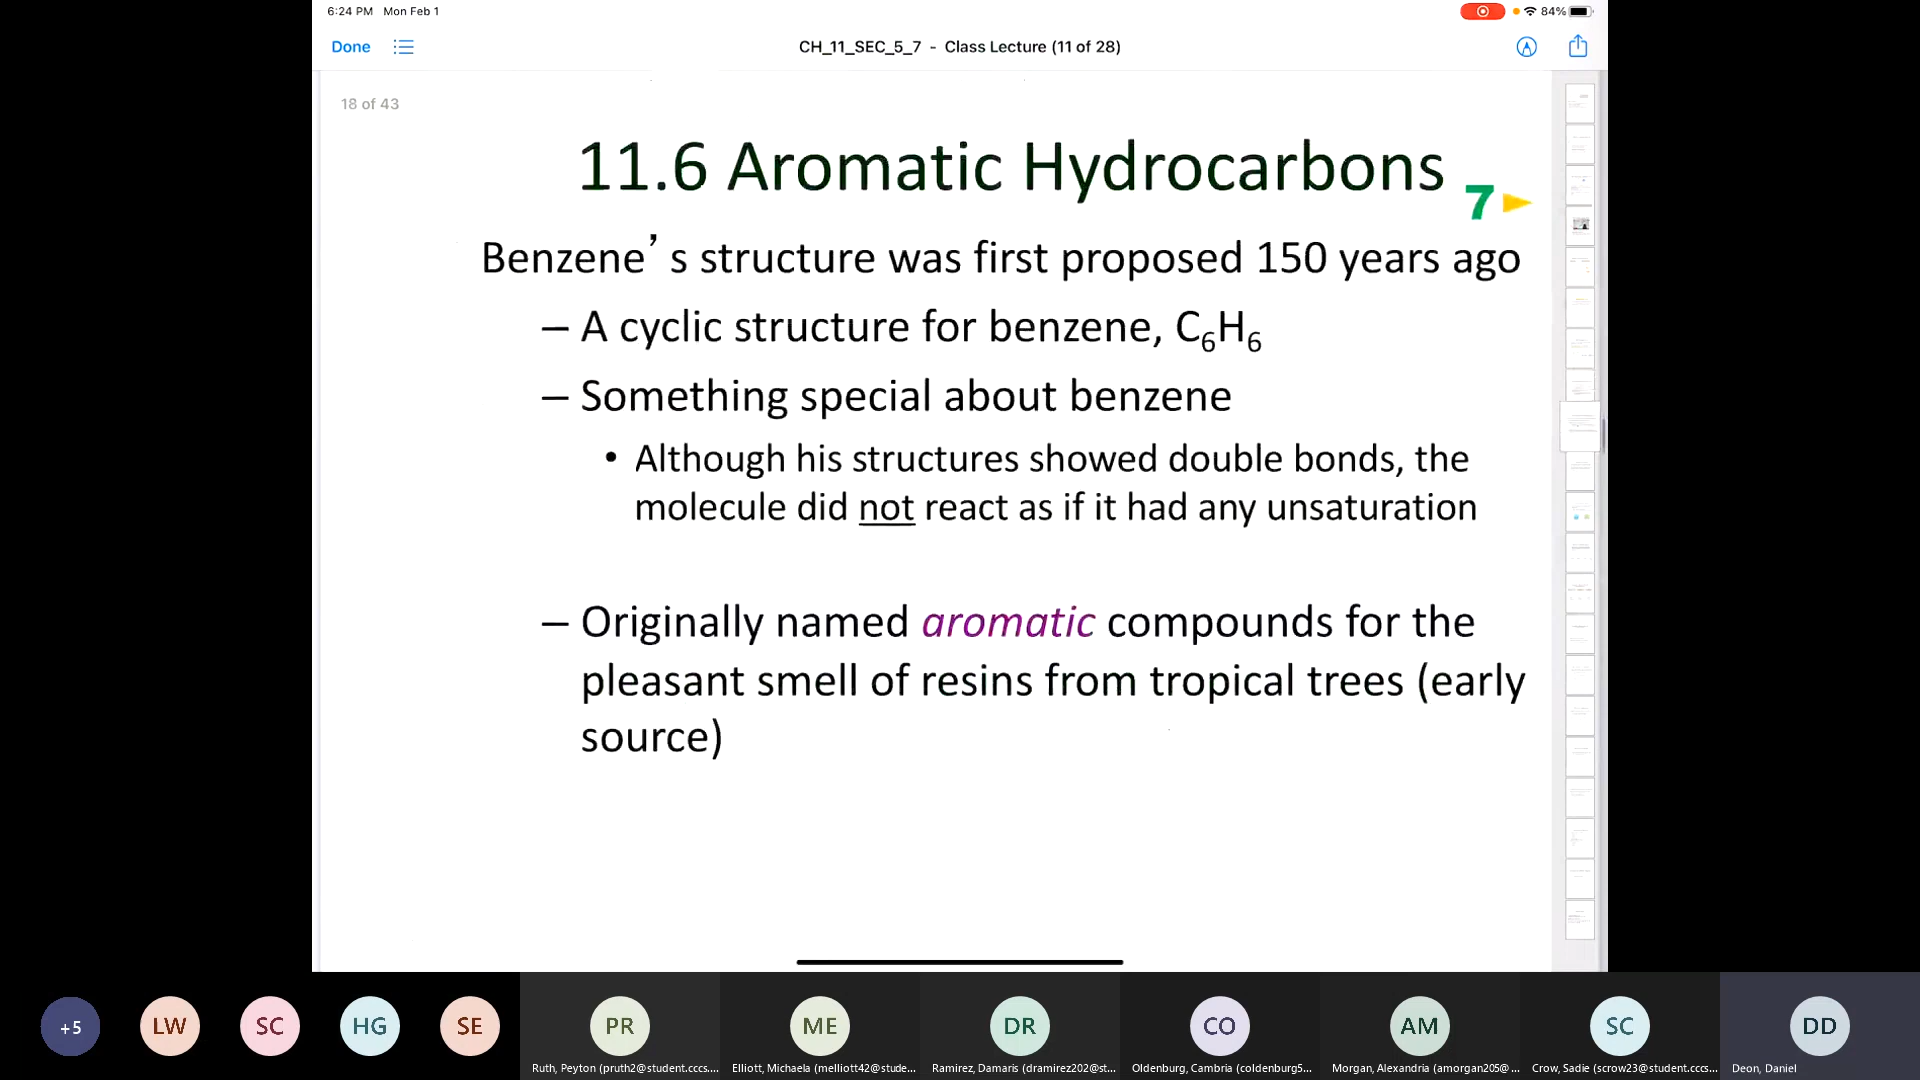 6:24 PM Mon Feb 1
84%
Done
CH_11_SEC_5_7 - Class Lecture (11 of 28)
18 of 43
11.6 Aromatic Hydrocarbons
7
Benzene’s structure was first proposed 150 years ago
– A cyclic structure for benzene, C₆H₆
– Something special about benzene
• Although his structures showed double bonds, the
molecule did not react as if it had any unsaturation
– Originally named aromatic compounds for the
pleasant smell of resins from tropical trees (early
source)
+5
LW
SC
HG
SE
PR
ME
DR
CO
AM
SC
DD
Ruth, Peyton (pruth2@student.cccs....
Elliott, Michaela (melliott42@stude...
Ramirez, Damaris (dramirez202@st...
Oldenburg, Cambria (coldenburg5...
Morgan, Alexandria (amorgan205@...
Crow, Sadie (scrow23@student.cccs...
Deon, Daniel